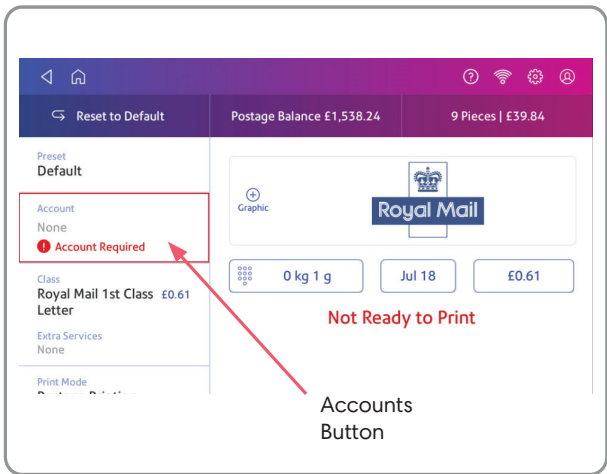 Reset to Default
Postage Balance £1,538.24
9 Pieces | £39.84
Preset
Default
Account
None
Account Required
Class
Royal Mail 1st Class £0.61
Letter
Extra Services
None
Print Mode
Graphic
Royal Mail
0 kg 1 g
Jul 18
£0.61
Not Ready to Print
Accounts
Button